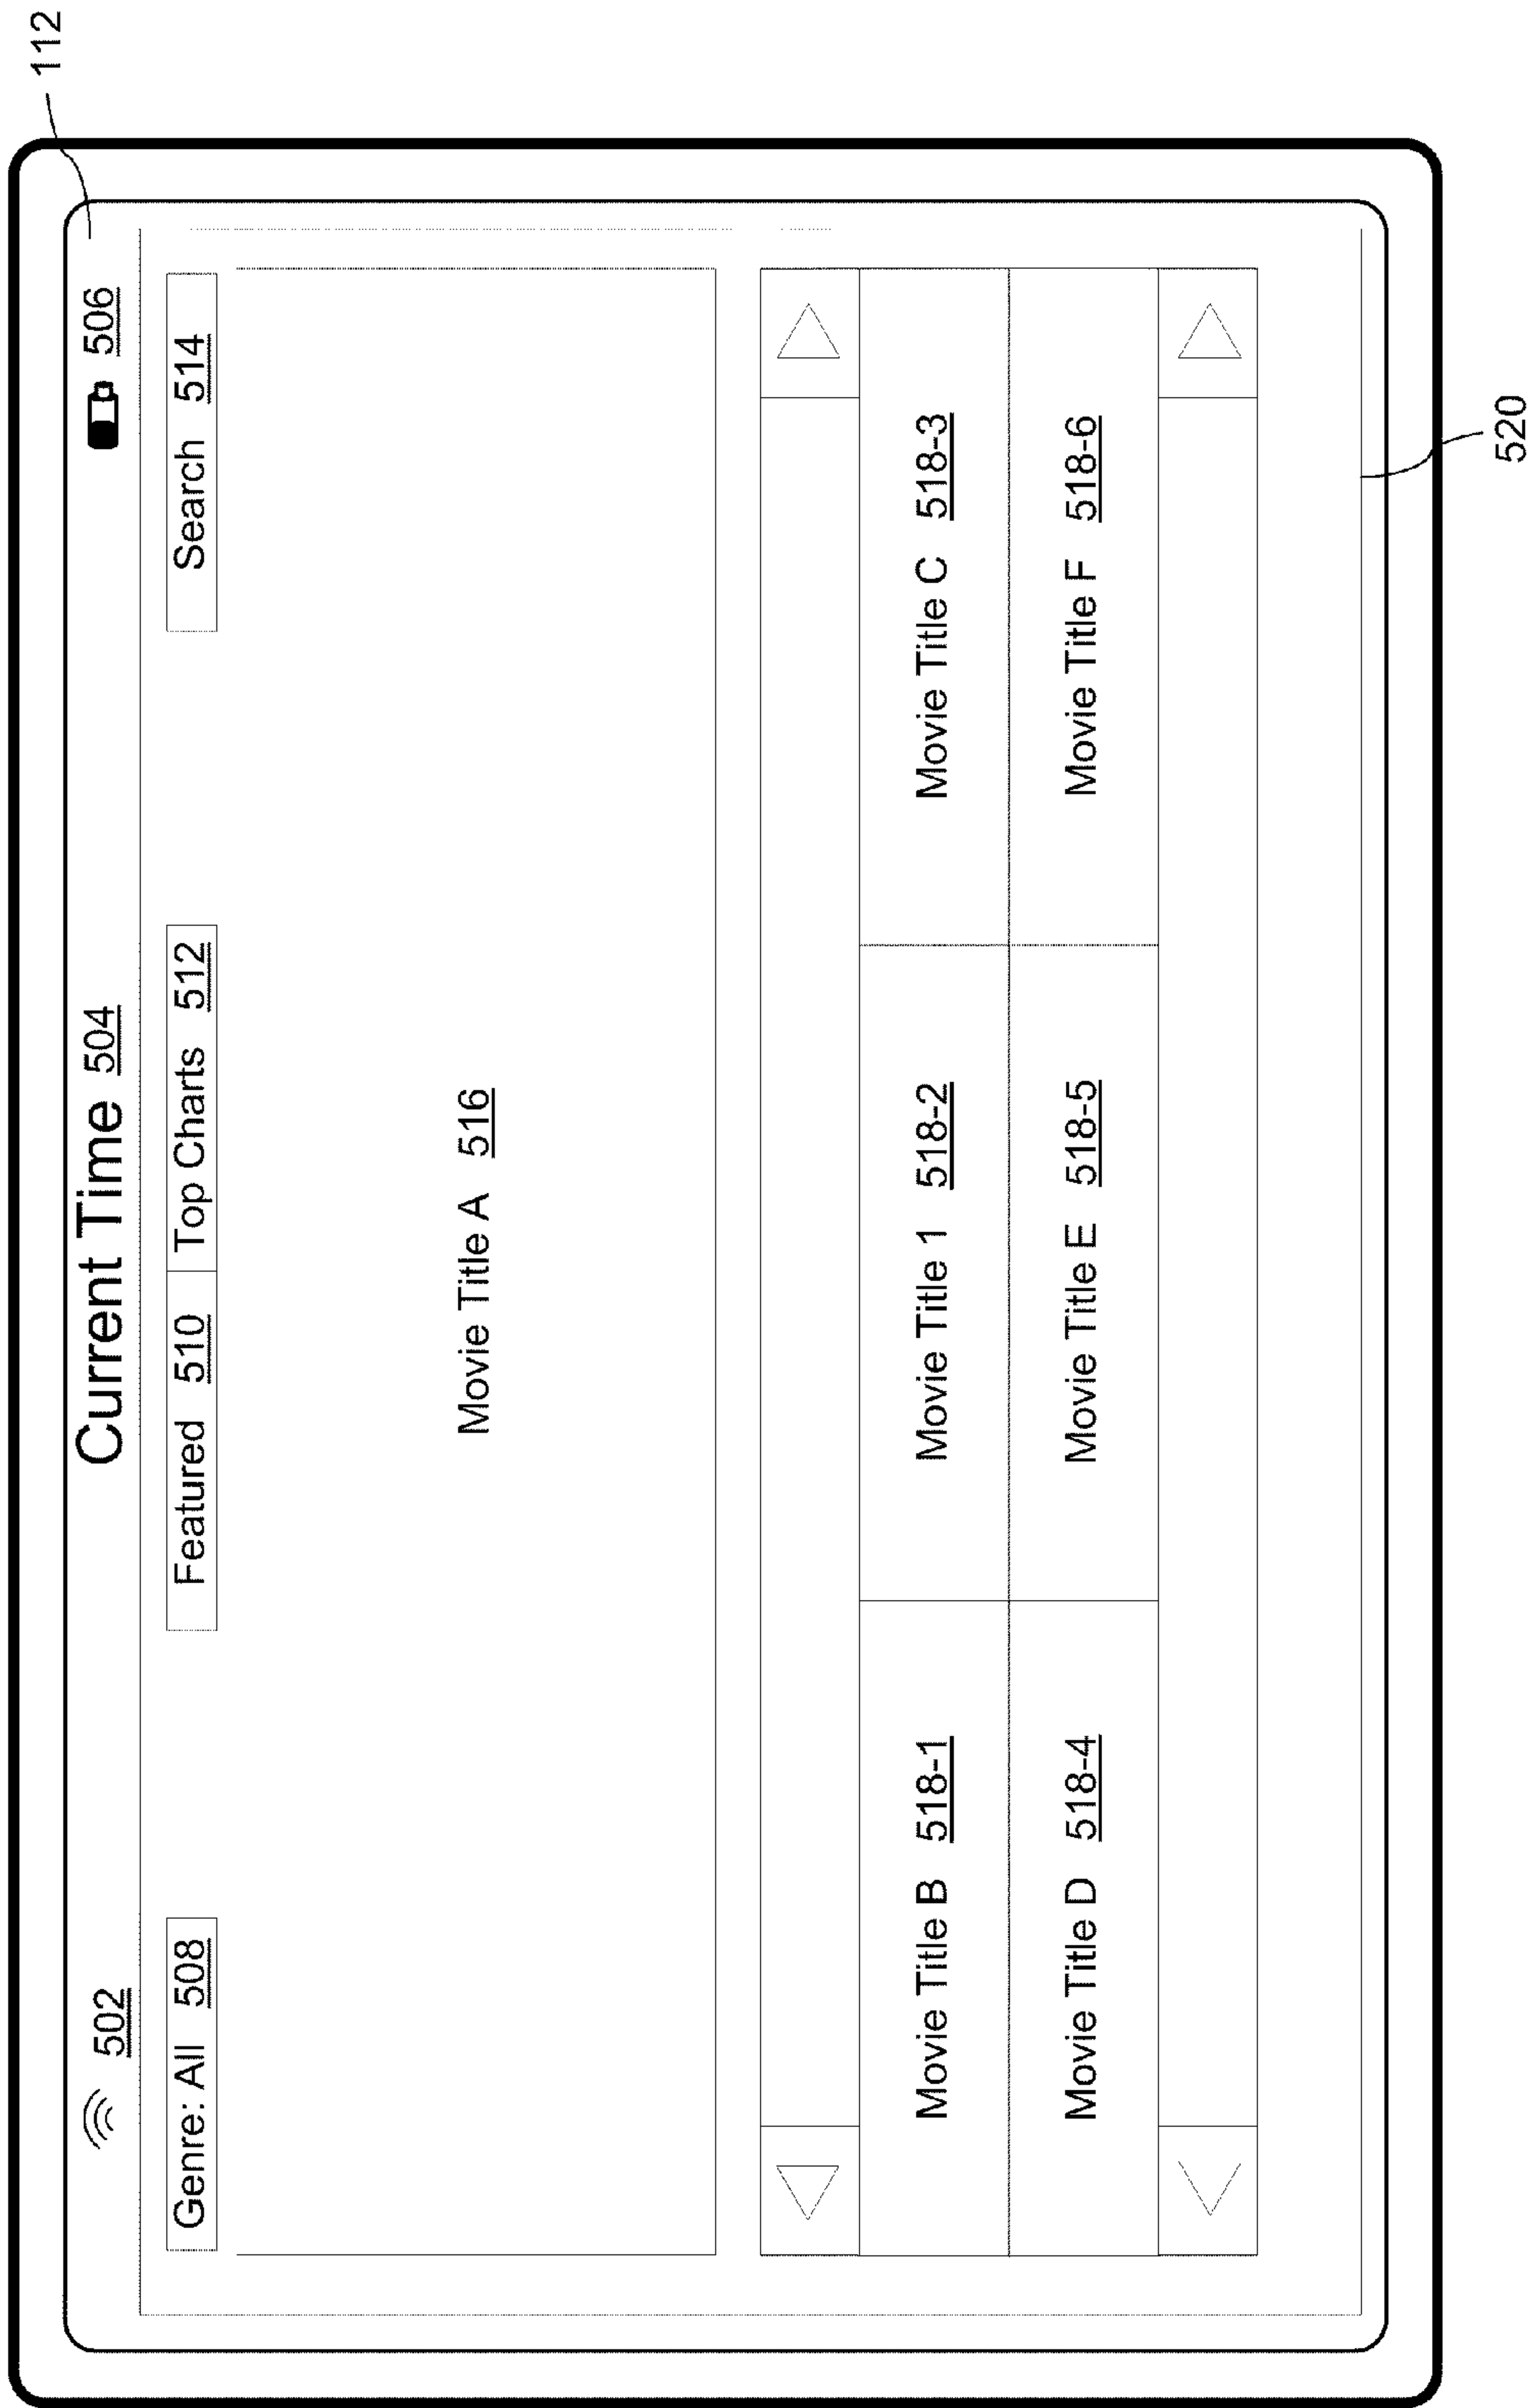 112
502
Current Time 504
506
Genre: All 508
Featured 510
Top Charts 512
Search 514
Movie Title A 516
Movie Title B 518-1
Movie Title 1 518-2
Movie Title C 518-3
Movie Title D 518-4
Movie Title E 518-5
Movie Title F 518-6
520